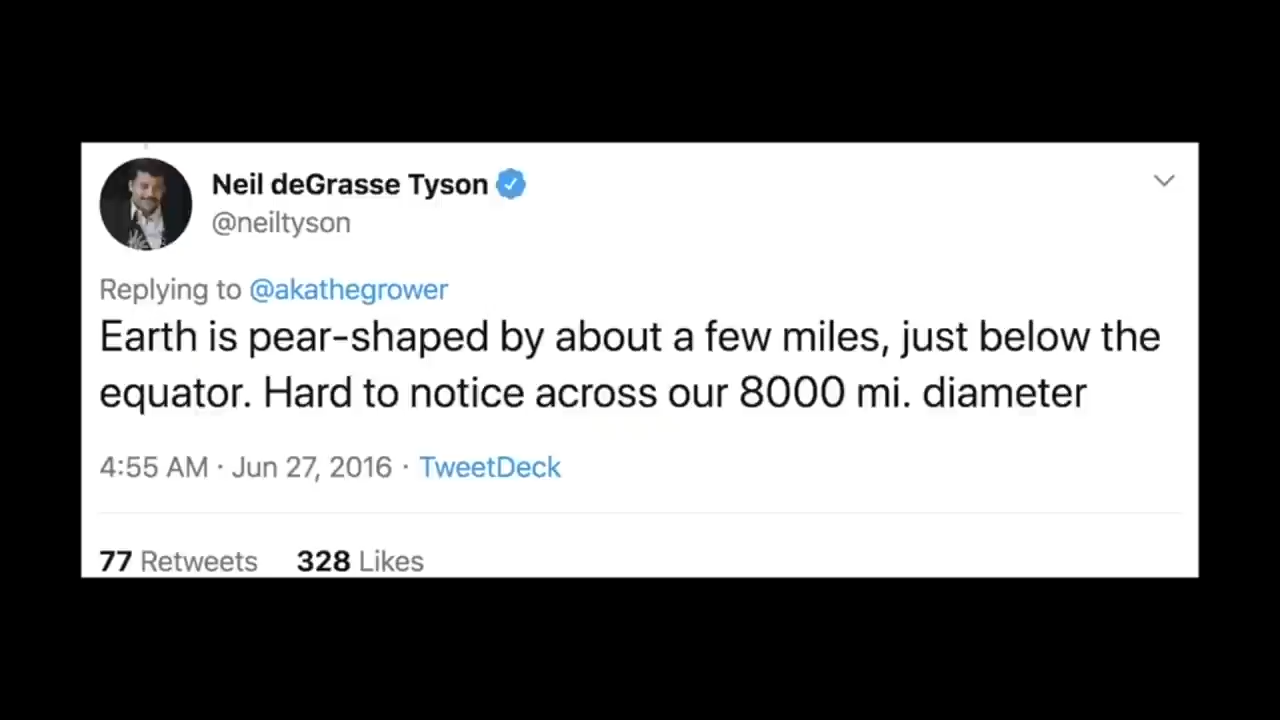 Neil deGrasse Tyson
@neiltyson
Replying to @akathegrower
Earth is pear-shaped by about a few miles, just below the
equator. Hard to notice across our 8000 mi. diameter
4:55 AM · Jun 27, 2016 · TweetDeck
77 Retweets 328 Likes